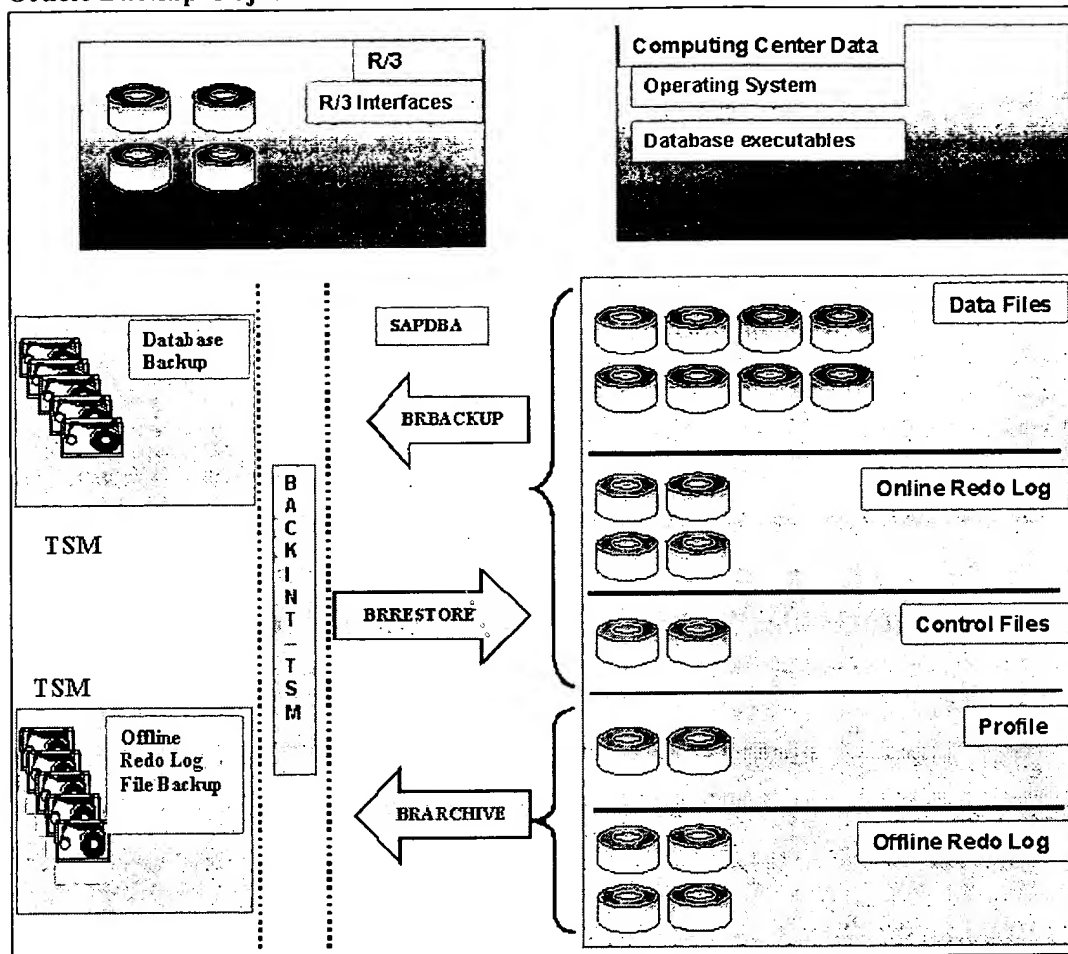 R/3
R/3 Interfaces
Computing Center Data
Operating System
Database executables
Database
Backup
TSM
SAPDBA
BRBACKUP
BACKINT_TSM
BRRESTORE
Data Files
Online Redo Log
Control Files
TSM
Offline
Redo Log
File Backup
BRARCHIVE
Profile
Offline Redo Log